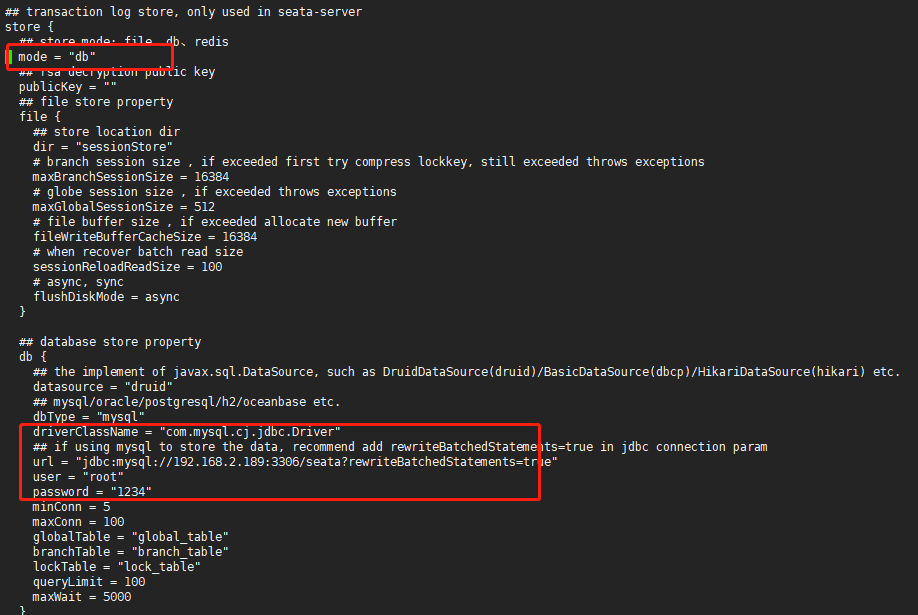 ## transaction log store, only used in seata-server
store {
  ## store mode: file、db、redis
  mode = "db"
  ## rsa decryption public key
  publicKey = ""
  ## file store property
  file {
    ## store location dir
    dir = "sessionStore"
    # branch session size , if exceeded first try compress lockkey, still exceeded throws exceptions
    maxBranchSessionSize = 16384
    # globe session size , if exceeded throws exceptions
    maxGlobalSessionSize = 512
    # file buffer size , if exceeded allocate new buffer
    fileWriteBufferCacheSize = 16384
    # when recover batch read size
    sessionReloadReadSize = 100
    # async, sync
    flushDiskMode = async
  }

  ## database store property
  db {
    ## the implement of javax.sql.DataSource, such as DruidDataSource(druid)/BasicDataSource(dbcp)/HikariDataSource(hikari) etc.
    datasource = "druid"
    ## mysql/oracle/postgresql/h2/oceanbase etc.
    dbType = "mysql"
    driverClassName = "com.mysql.cj.jdbc.Driver"
    ## if using mysql to store the data, recommend add rewriteBatchedStatements=true in jdbc connection param
    url = "jdbc:mysql://192.168.2.189:3306/seata?rewriteBatchedStatements=true"
    user = "root"
    password = "1234"
    minConn = 5
    maxConn = 100
    globalTable = "global_table"
    branchTable = "branch_table"
    lockTable = "lock_table"
    queryLimit = 100
    maxWait = 5000
  }